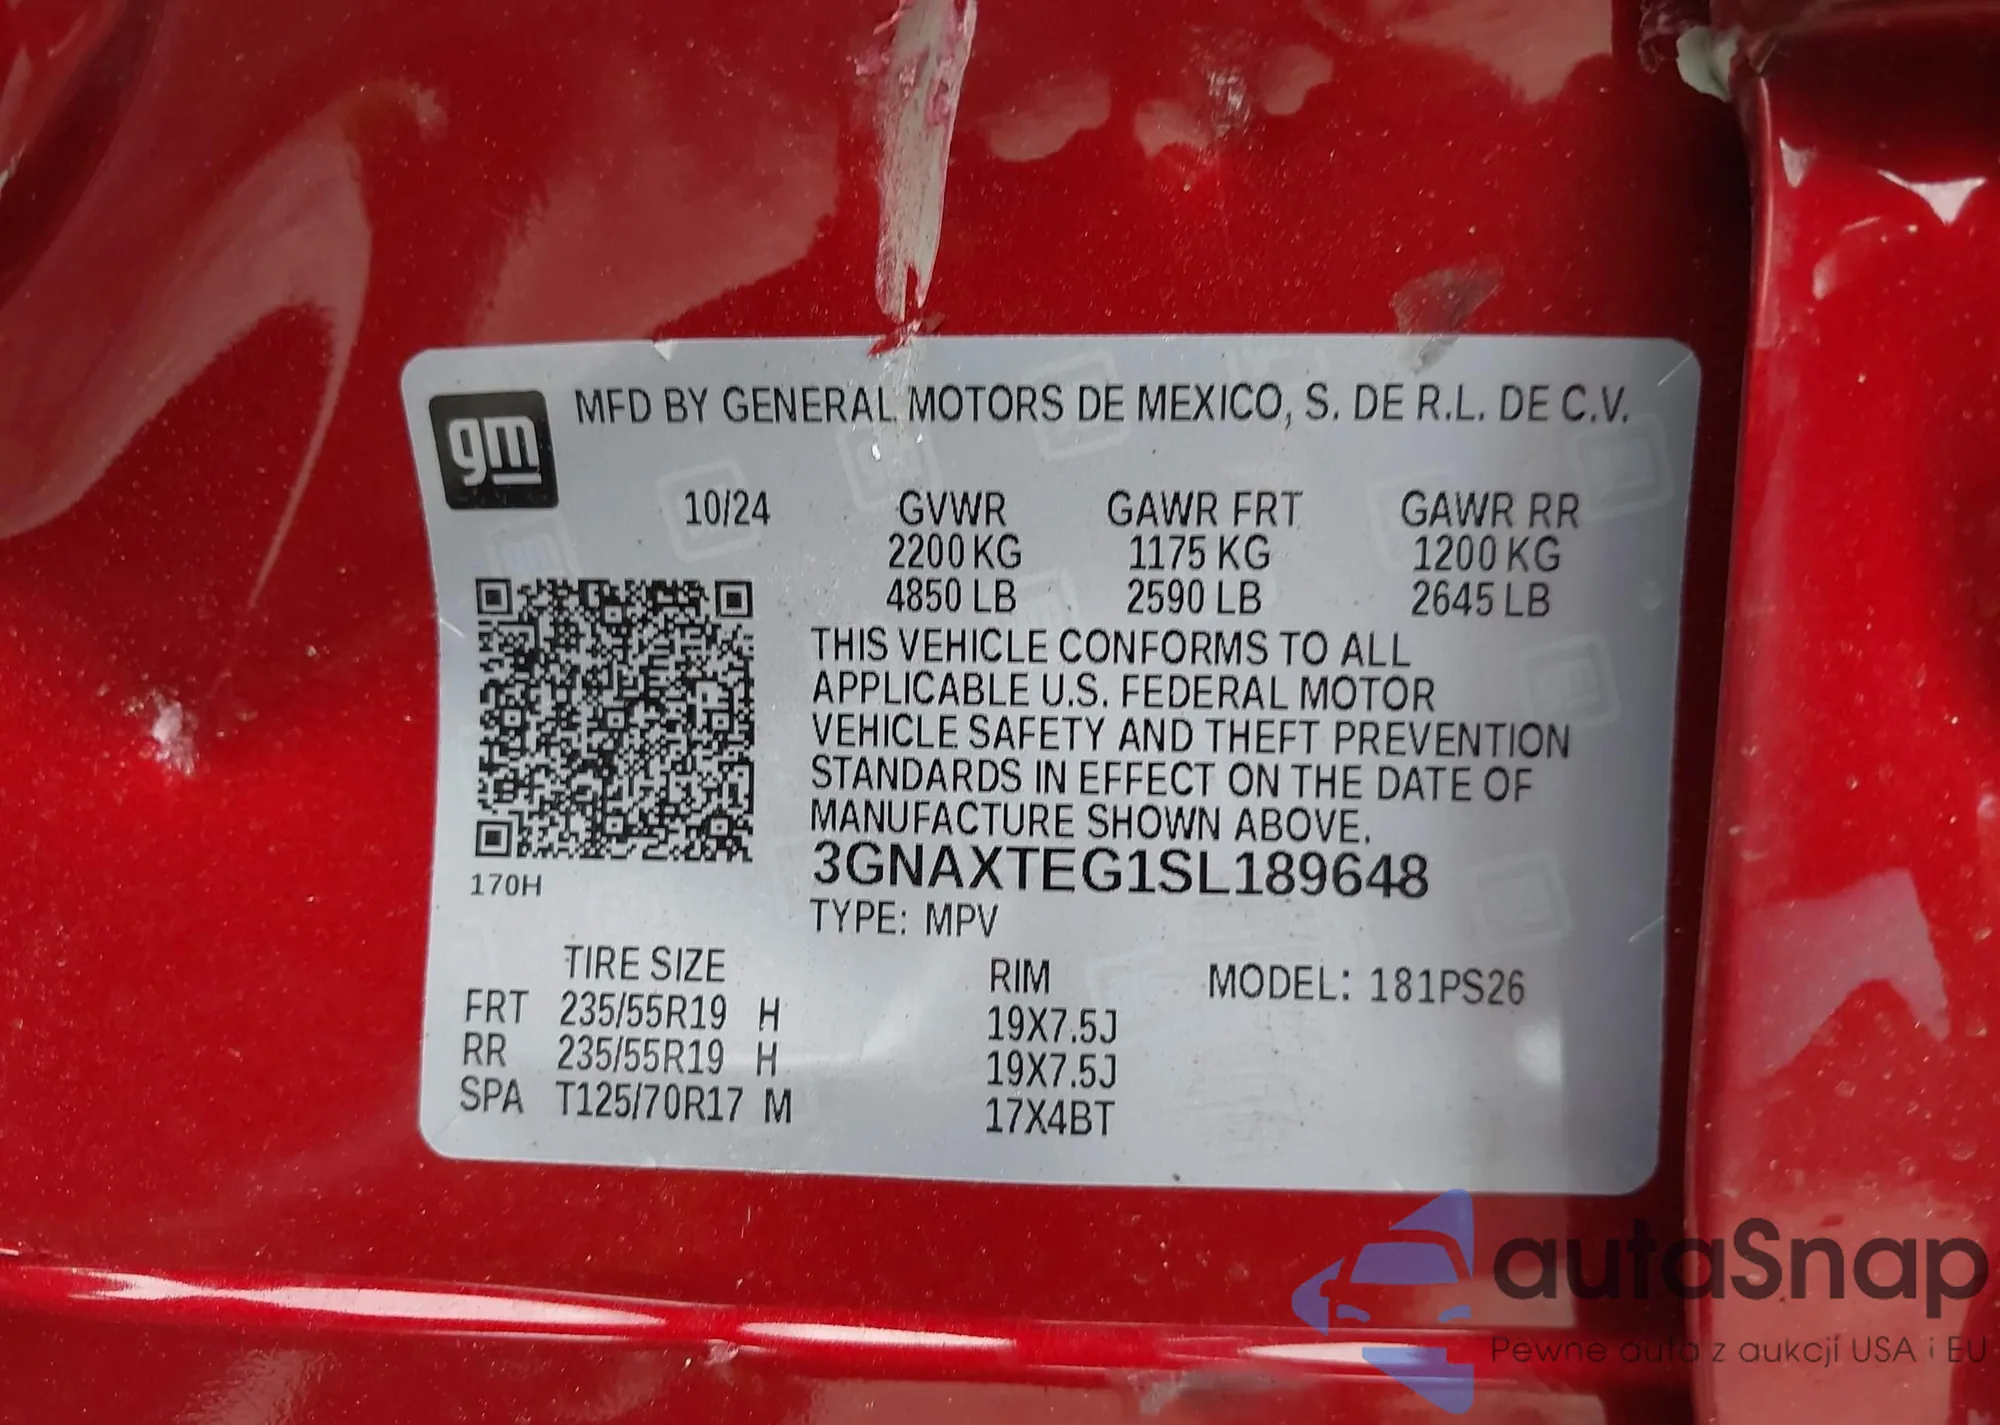 gm
MFD BY GENERAL MOTORS DE MEXICO, S. DE R.L. DE C.V.
10/24 GVWR GAWR FRT GAWR RR
2200 KG 1175 KG 1200 KG
4850 LB 2590 LB 2645 LB
THIS VEHICLE CONFORMS TO ALL
APPLICABLE U.S. FEDERAL MOTOR
VEHICLE SAFETY AND THEFT PREVENTION
STANDARDS IN EFFECT ON THE DATE OF
MANUFACTURE SHOWN ABOVE.
3GNAXTEG1SL189648
170H
TYPE: MPV
TIRE SIZE RIM MODEL: 181PS26
FRT 235/55R19 H 19X7.5J
RR 235/55R19 H 19X7.5J
SPA T125/70R17 M 17X4BT
autaSnap
Pewne auta z aukcji USA i EU